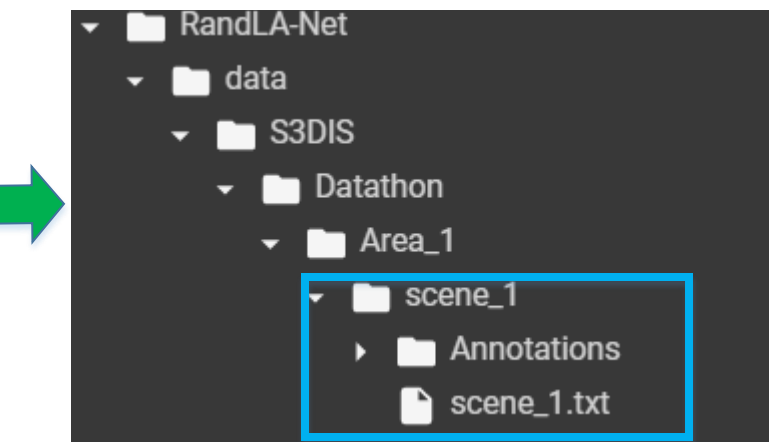 RandLA-Net
data
S3DIS
Datathon
Area_1
scene_1
Annotations
scene_1.txt